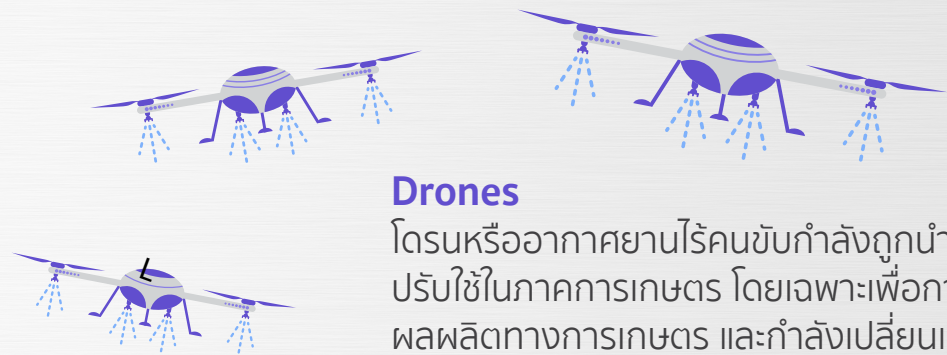 Drones
โดรนหรืออากาศยานไร้คนขับกำลังถูกนำ
ปรับใช้ในภาคการเกษตร โดยเฉพาะเพื่อ
ผลผลิตทางการเกษตร และกำลังเปลี่ยน